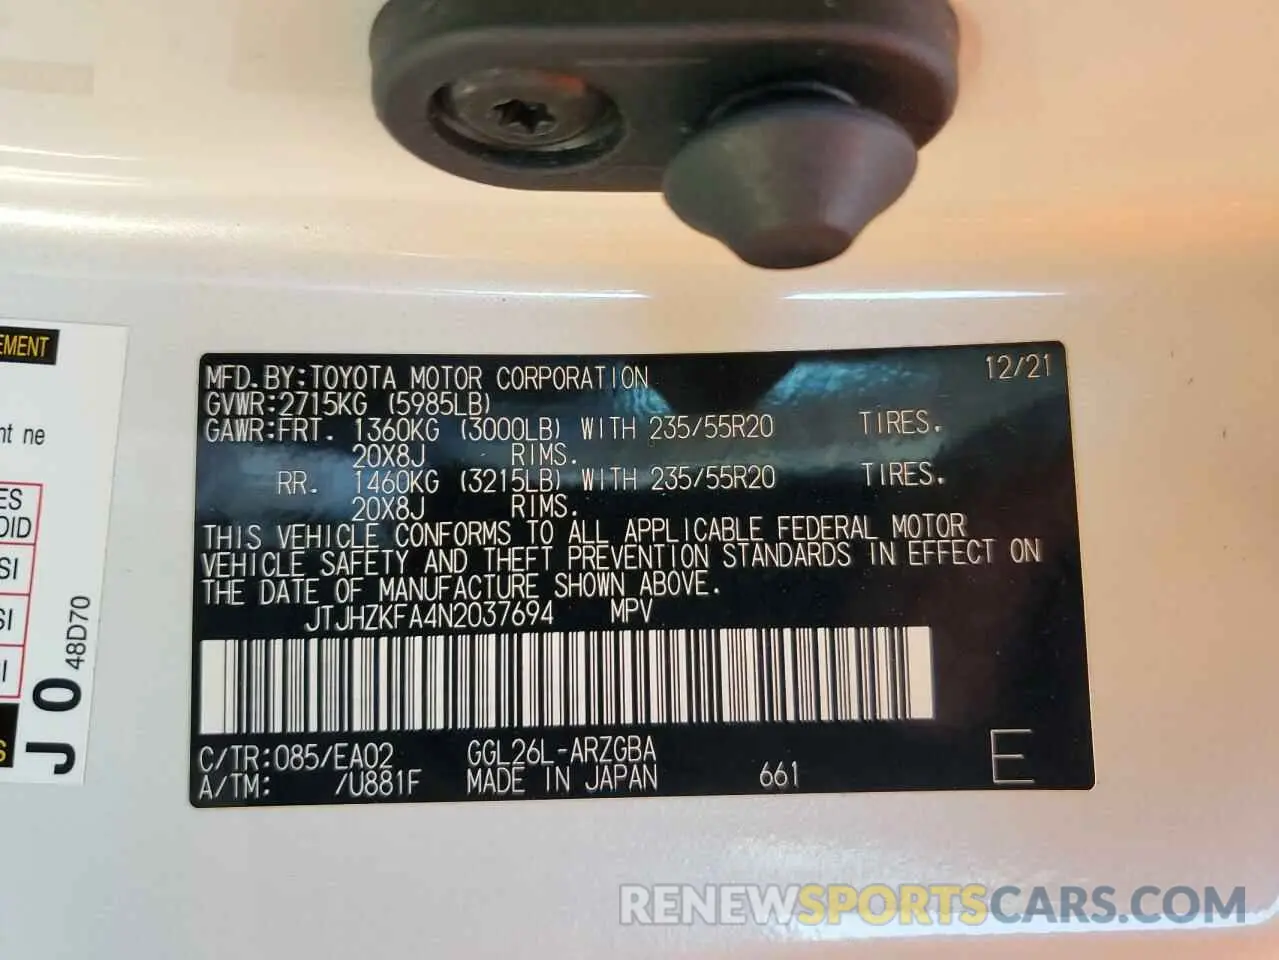 MFD. BY:TOYOTA MOTOR CORPORATION 12/21
GVWR:2715KG (5985LB)
GAWR:FRT. 1360KG (3000LB) WITH 235/55R20 TIRES.
20X8J RIMS.
RR. 1460KG (3215LB) WITH 235/55R20 TIRES.
20X8J RIMS.
THIS VEHICLE CONFORMS TO ALL APPLICABLE FEDERAL MOTOR
VEHICLE SAFETY AND THEFT PREVENTION STANDARDS IN EFFECT ON
THE DATE OF MANUFACTURE SHOWN ABOVE.
JTJHZKFA4N2037694 MPV
C/TR:085/EA02 GGL26L-ARZGBA
A/TM: /U881F MADE IN JAPAN 661 E
EMENT
nt ne
ES
OID
SI
SI
PI
S
J 0 48D70
RENEWSPORTSCARS.COM